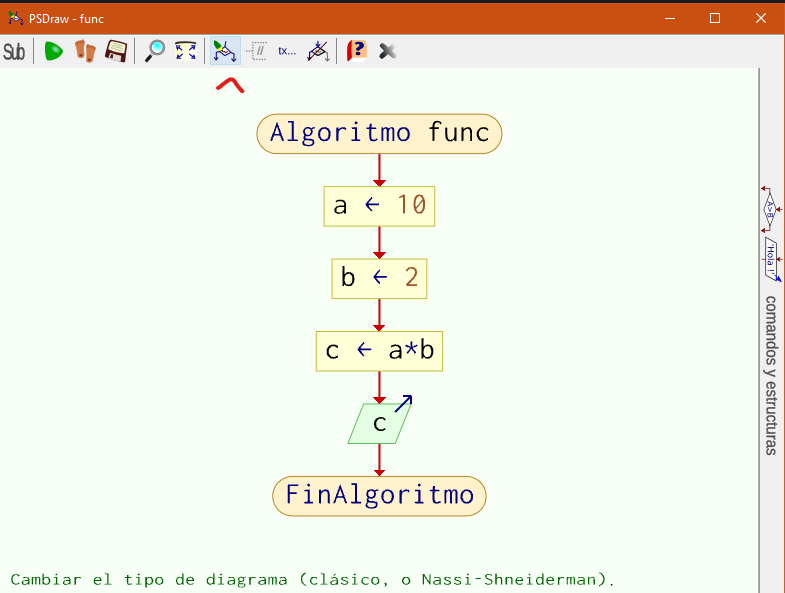 PSDraw - func
Sub
//
tx...
?
Algoritmo func
a ← 10
b ← 2
c ← a*b
c
FinAlgoritmo
A>B
'Hola !'
comandos y estructuras
Cambiar el tipo de diagrama (clásico, o Nassi-Shneiderman).